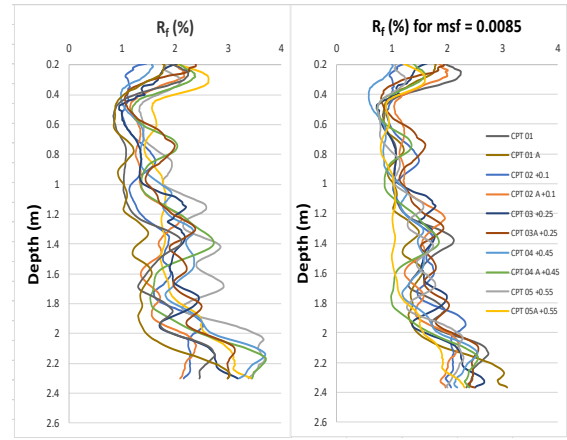 R_f (%)
0 1 2 3 4
0.2
0.4
0.6
0.8
1
1.2
1.4
1.6
1.8
2
2.2
2.4
2.6
Depth (m)
R_f (%) for msf = 0.0085
0 1 2 3 4
0.2
0.4
0.6
0.8
1
1.2
1.4
1.6
1.8
2
2.2
2.4
2.6
Depth (m)
CPT 01
CPT 01 A
CPT 02 +0.1
CPT 02 A +0.1
CPT 03 +0.25
CPT 03A +0.25
CPT 04 +0.45
CPT 04 A +0.45
CPT 05 +0.55
CPT 05A +0.55